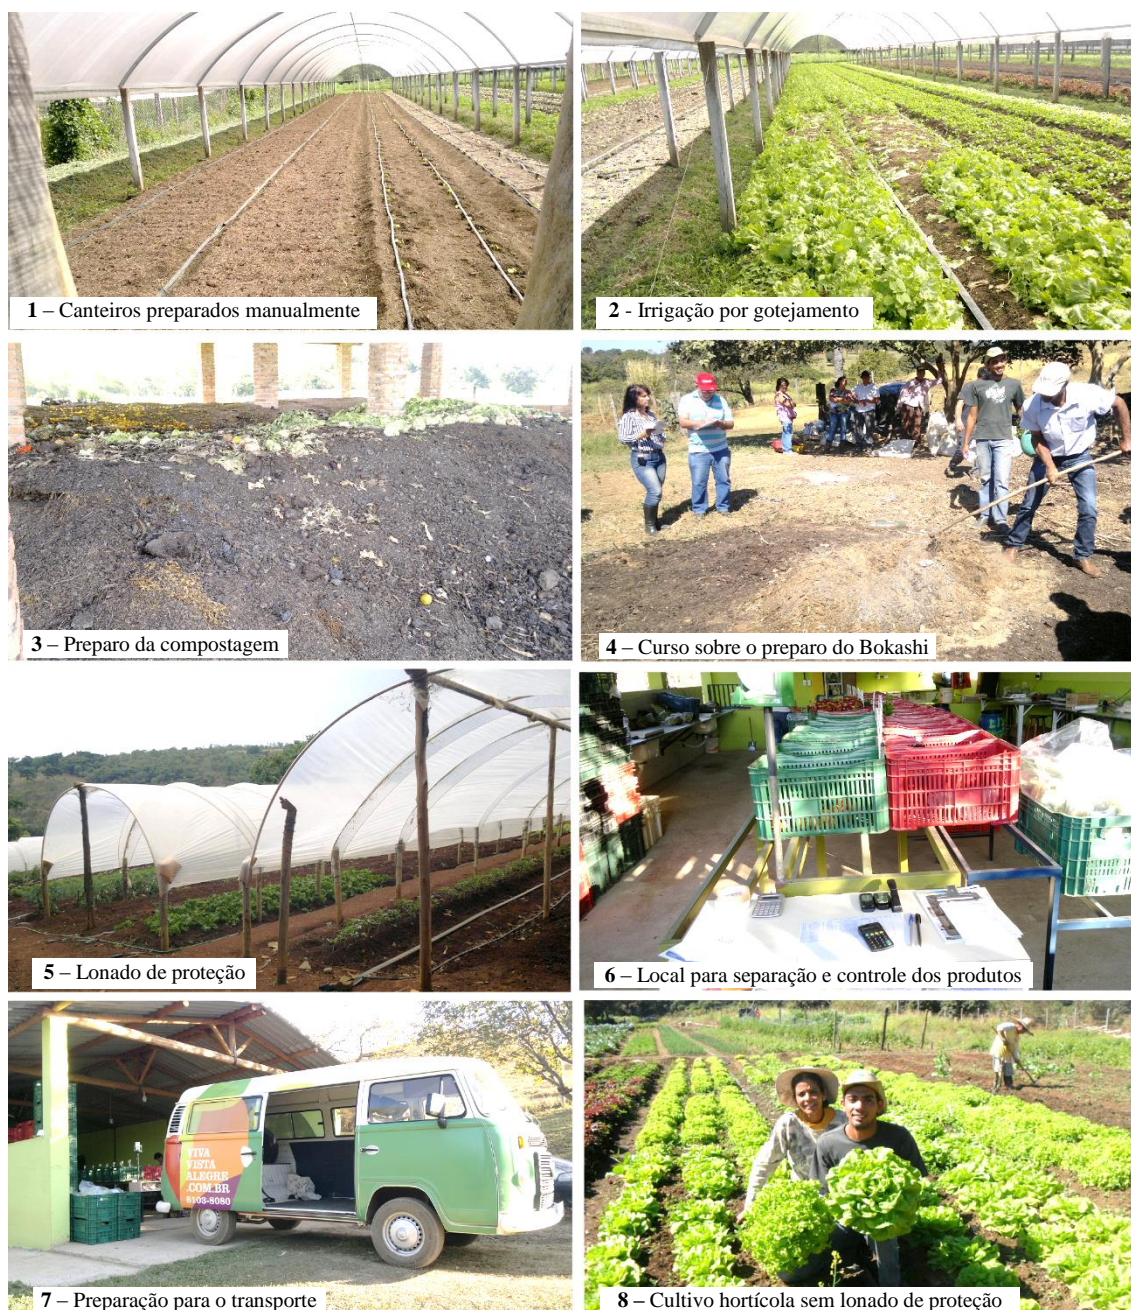 1 – Canteiros preparados manualmente
2 - Irrigação por gotejamento
3 – Preparo da compostagem
4 – Curso sobre o preparo do Bokashi
5 – Lonado de proteção
6 – Local para separação e controle dos produtos
VIVA
VISTA
ALEGRE
.COM.BR
8103-8080
7 – Preparação para o transporte
8 – Cultivo hortícola sem lonado de proteção